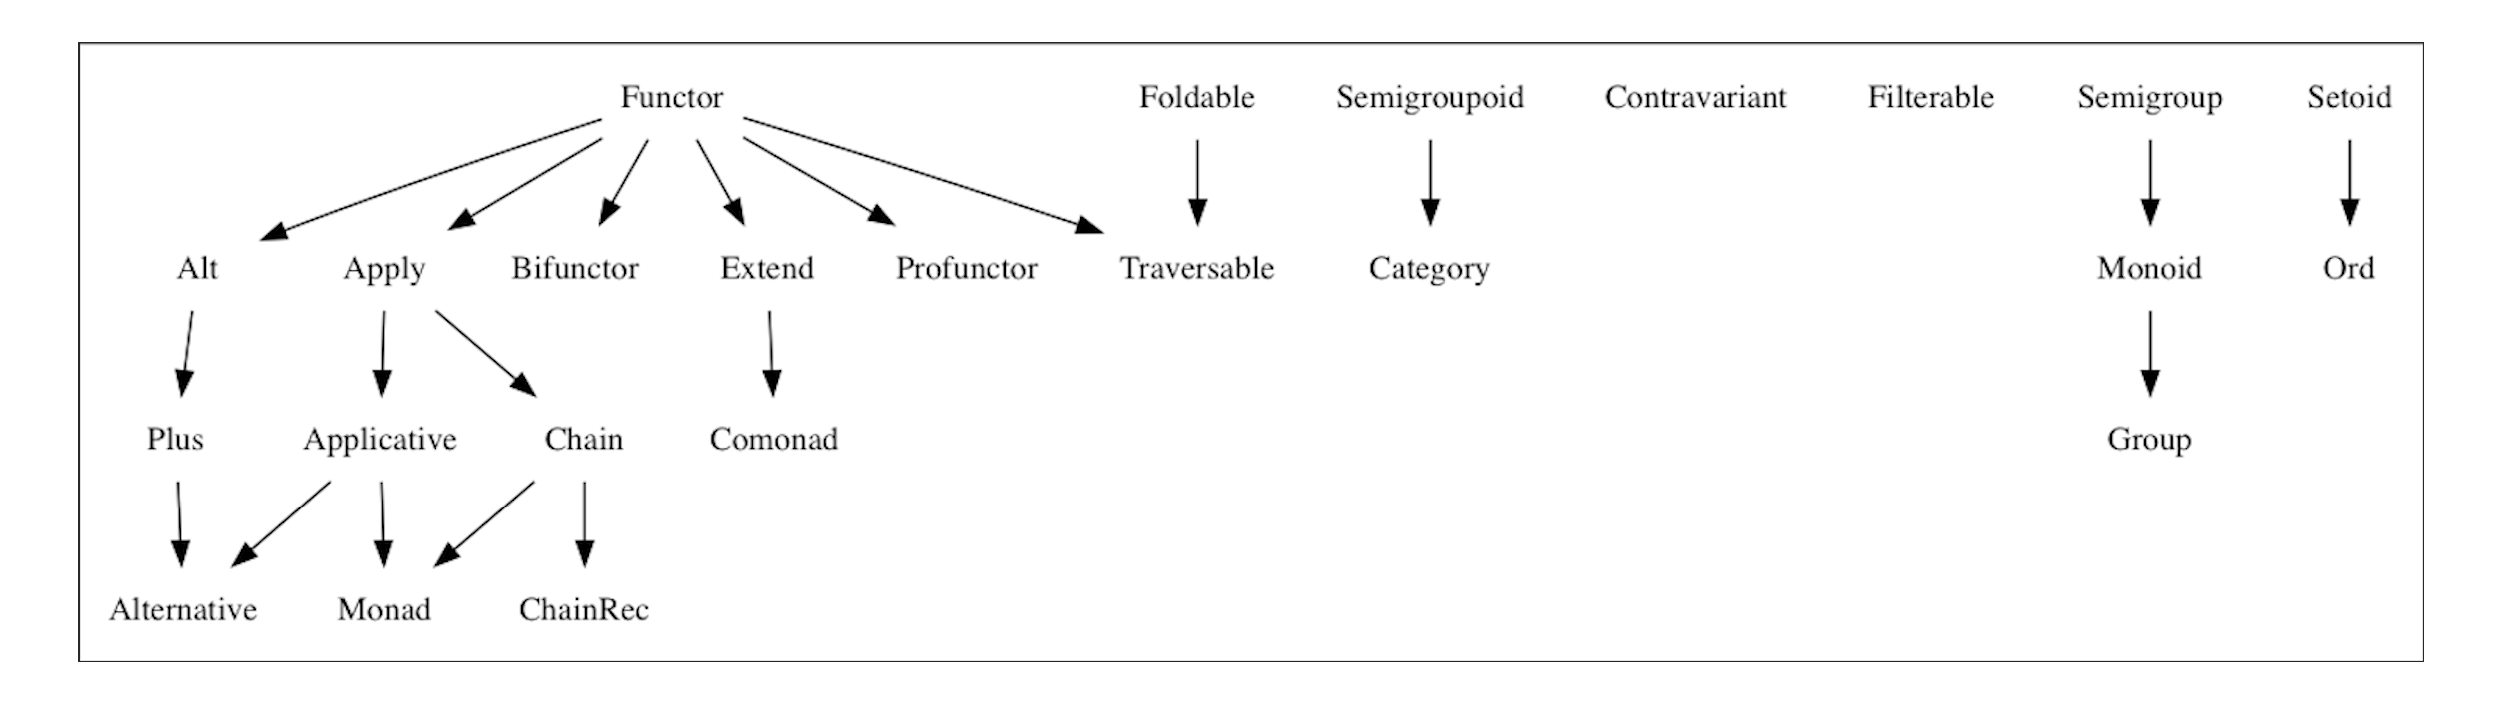 Functor Foldable Semigroupoid Contravariant Filterable Semigroup Setoid
Alt Apply Bifunctor Extend Profunctor Traversable Category Monoid Ord
Plus Applicative Chain Comonad Group
Alternative Monad ChainRec